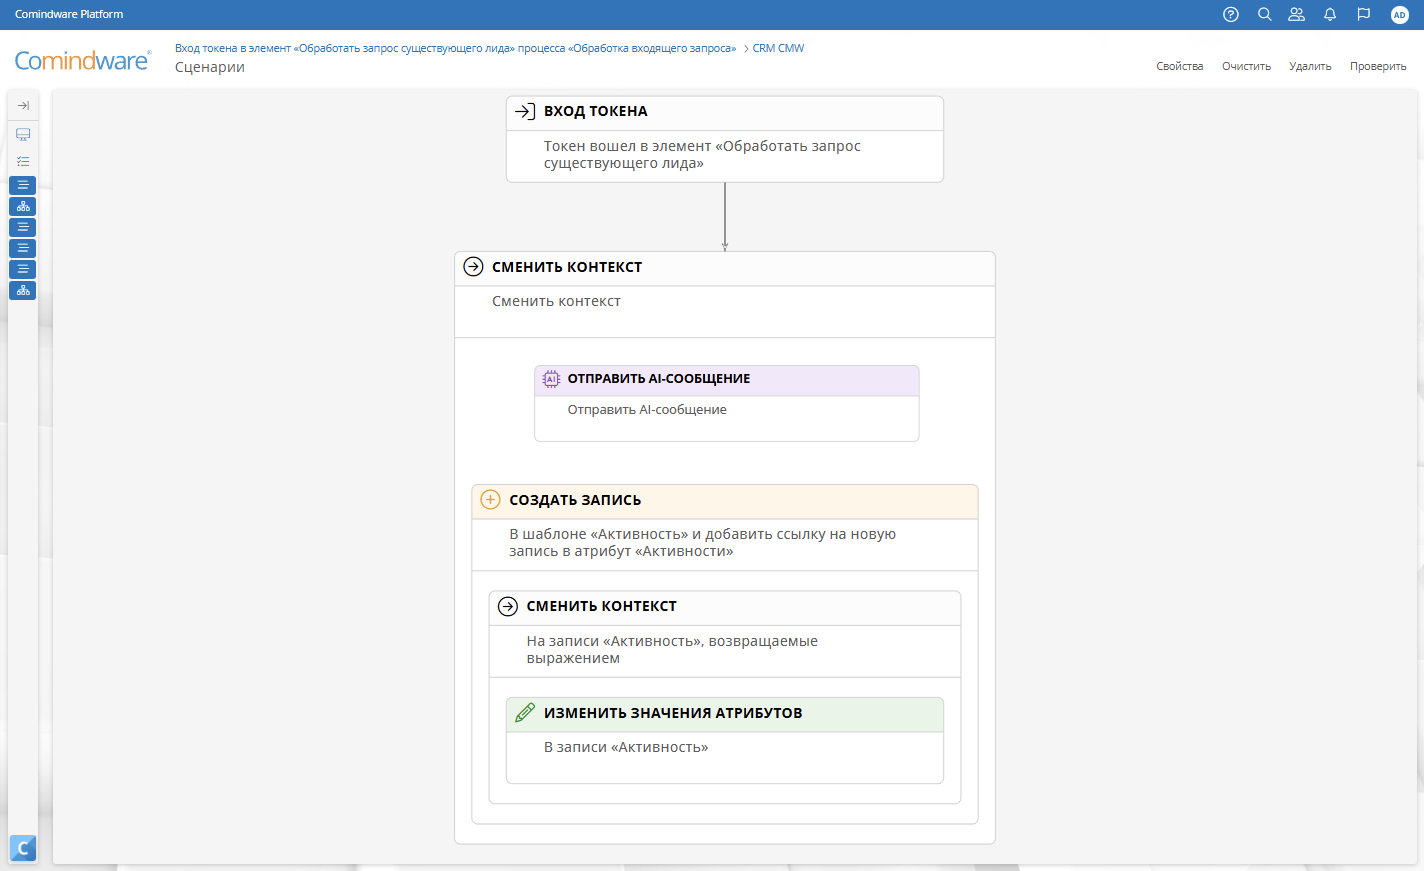 Comindware Platform
AD
Comindware®
Вход токена в элемент «Обработать запрос существующего лида» процесса «Обработка входящего запроса» > CRM CMW
Сценарии
Свойства Очистить Удалить Проверить
ВХОД ТОКЕНА
Токен вошел в элемент «Обработать запрос
существующего лида»
СМЕНИТЬ КОНТЕКСТ
Сменить контекст
AI
ОТПРАВИТЬ AI-СООБЩЕНИЕ
Отправить AI-сообщение
СОЗДАТЬ ЗАПИСЬ
В шаблоне «Активность» и добавить ссылку на новую
запись в атрибут «Активности»
СМЕНИТЬ КОНТЕКСТ
На записи «Активность», возвращаемые
выражением
ИЗМЕНИТЬ ЗНАЧЕНИЯ АТРИБУТОВ
В записи «Активность»
C